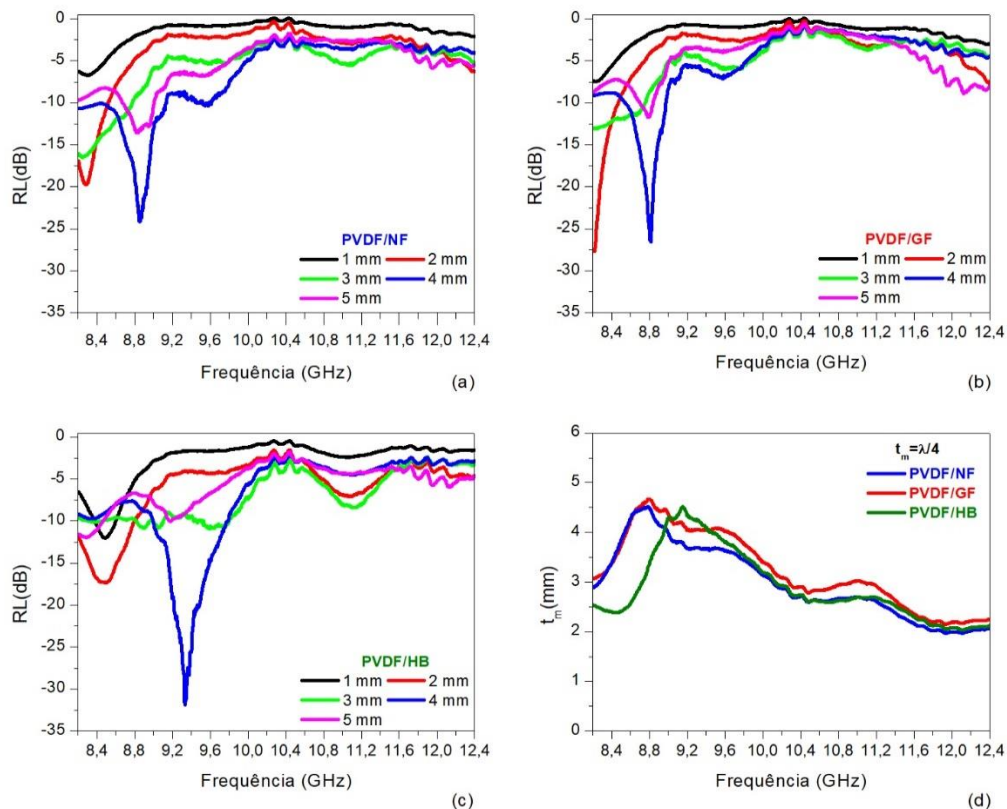 0
-5
-10
-15
-20
-25
-30
-35
RL(dB)
PVDF/NF
1 mm 2 mm
3 mm 4 mm
5 mm
8,4 8,8 9,2 9,6 10,0 10,4 10,8 11,2 11,6 12,0 12,4
Frequência (GHz)
(a)
0
-5
-10
-15
-20
-25
-30
-35
RL(dB)
PVDF/GF
1 mm 2 mm
3 mm 4 mm
5 mm
8,4 8,8 9,2 9,6 10,0 10,4 10,8 11,2 11,6 12,0 12,4
Frequência (GHz)
(b)
0
-5
-10
-15
-20
-25
-30
-35
RL(dB)
PVDF/HB
1 mm 2 mm
3 mm 4 mm
5 mm
8,4 8,8 9,2 9,6 10,0 10,4 10,8 11,2 11,6 12,0 12,4
Frequência (GHz)
(c)
6
5
4
3
2
1
0
tm(mm)
tm=λ/4
PVDF/NF
PVDF/GF
PVDF/HB
8,4 8,8 9,2 9,6 10,0 10,4 10,8 11,2 11,6 12,0 12,4
Frequência (GHz)
(d)